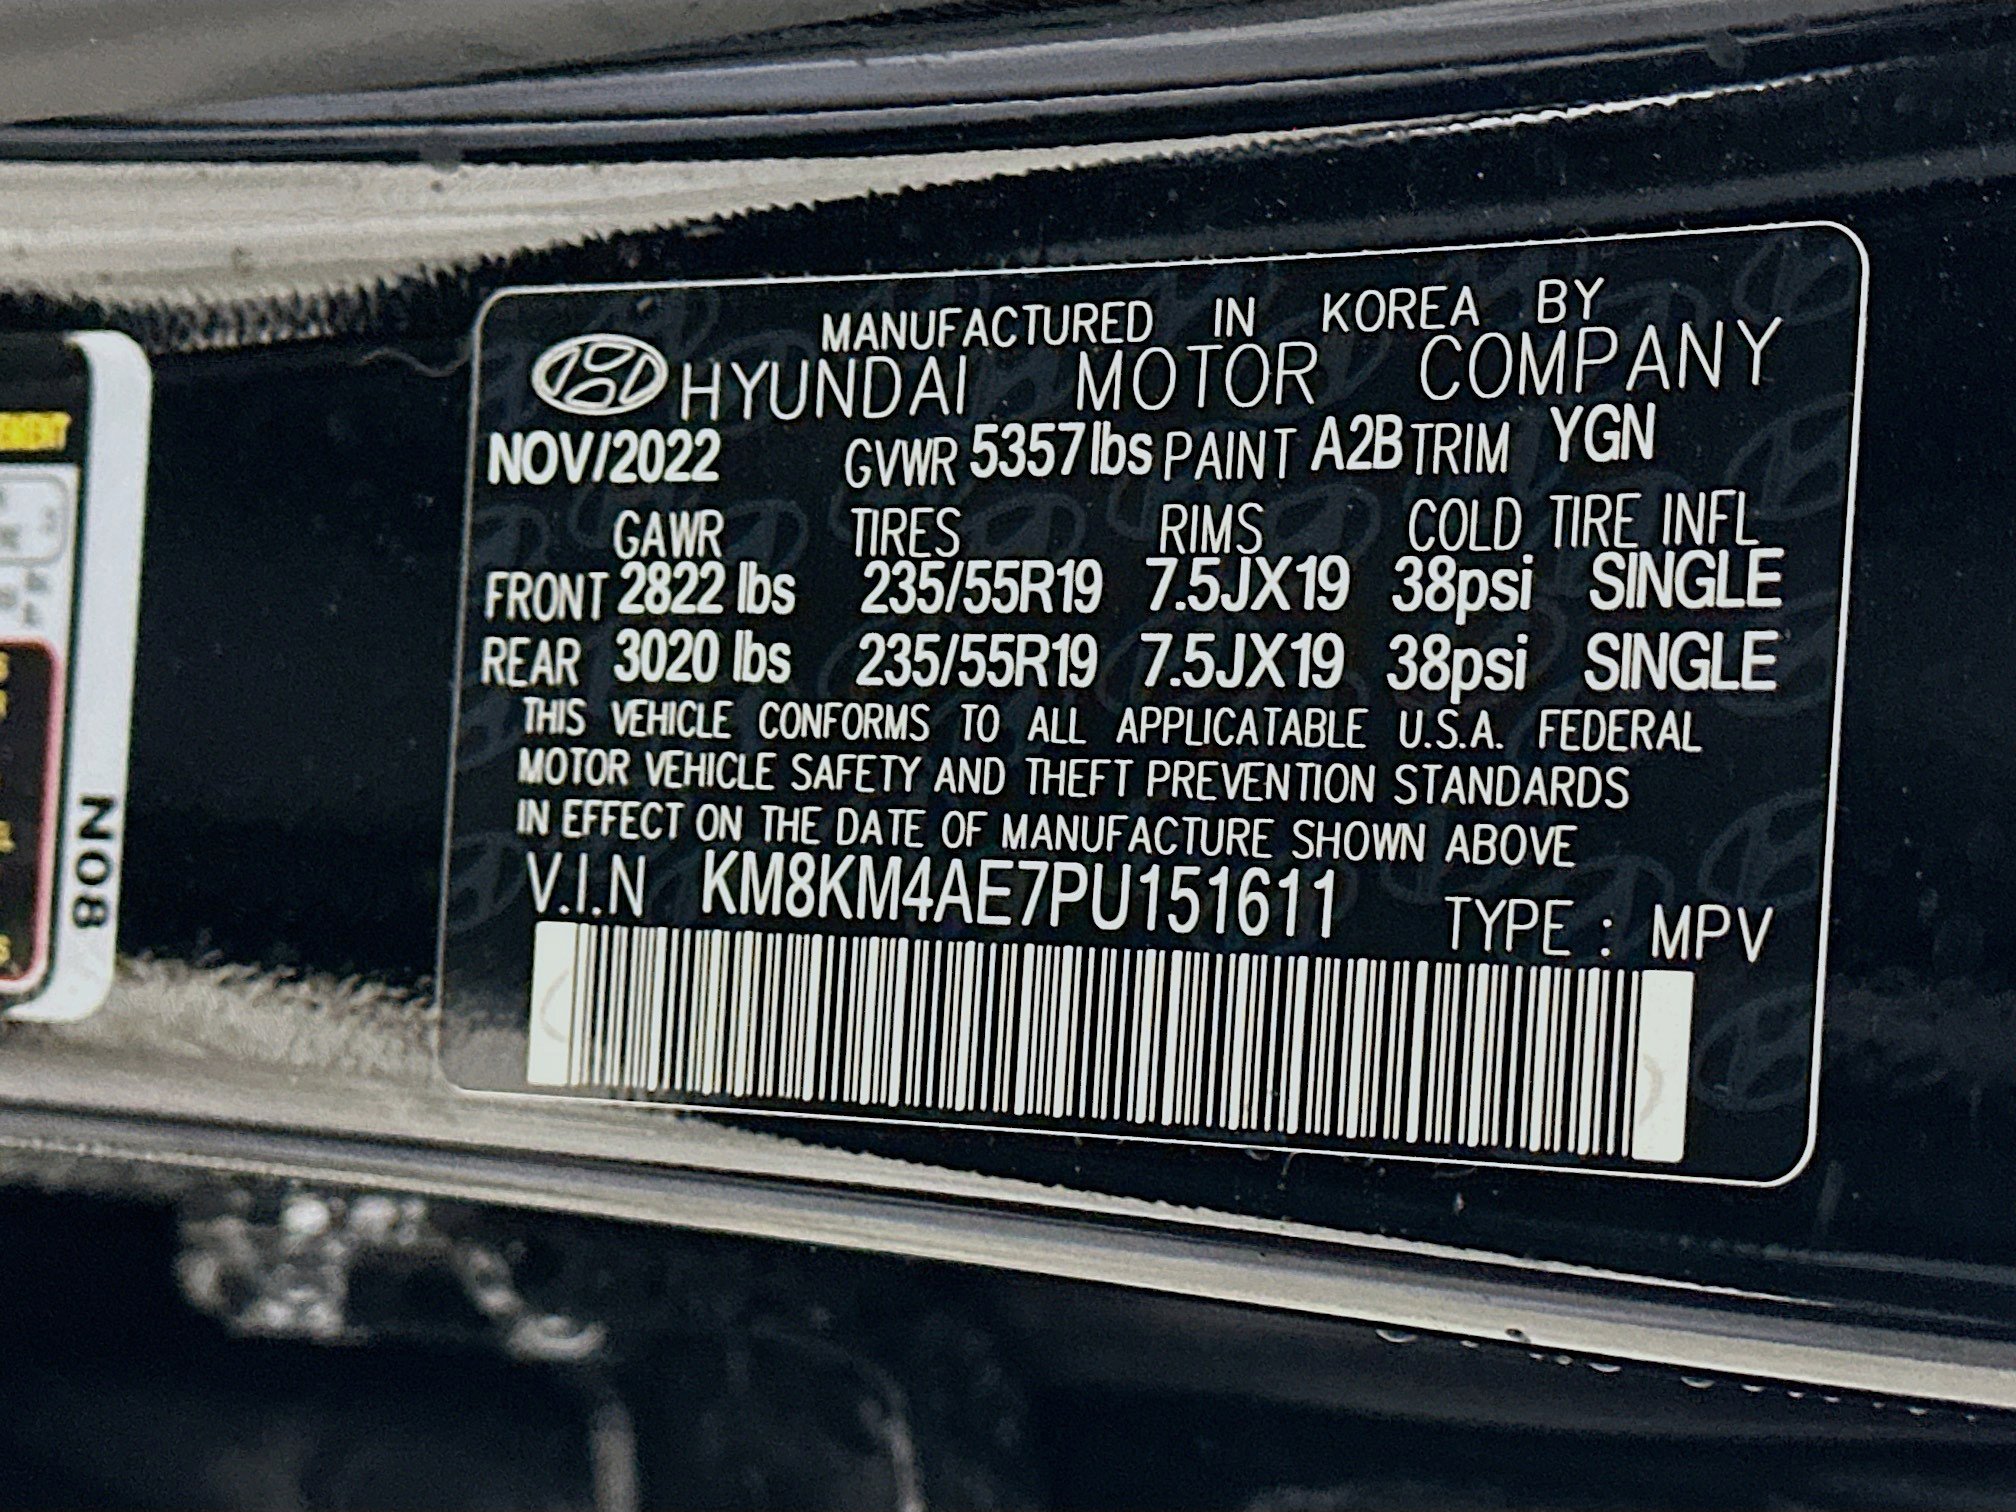 MANUFACTURED IN KOREA BY
HYUNDAI MOTOR COMPANY
NOV/2022 GVWR 5357lbs PAINT A2B TRIM YGN
GAWR TIRES RIMS COLD TIRE INFL
FRONT 2822 lbs 235/55R19 7.5JX19 38psi SINGLE
REAR 3020 lbs 235/55R19 7.5JX19 38psi SINGLE
THIS VEHICLE CONFORMS TO ALL APPLICATABLE U.S.A. FEDERAL
MOTOR VEHICLE SAFETY AND THEFT PREVENTION STANDARDS
IN EFFECT ON THE DATE OF MANUFACTURE SHOWN ABOVE
V.I.N KM8KM4AE7PU151611 TYPE : MPV
N08